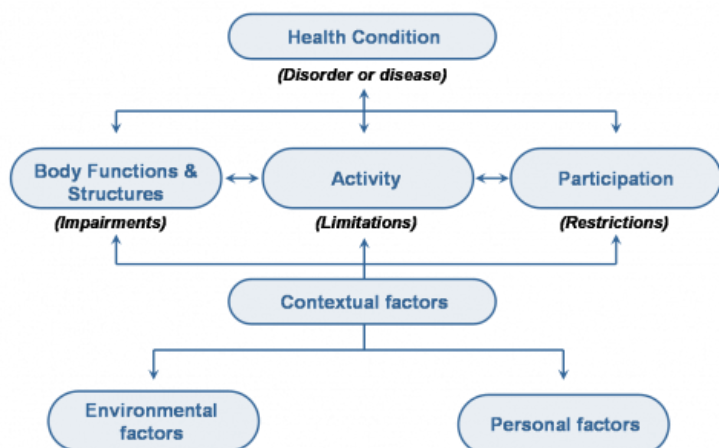 Health Condition
(Disorder or disease)
Body Functions &
Structures
Activity
Participation
(Impairments)
(Limitations)
(Restrictions)
Contextual factors
Environmental
factors
Personal factors